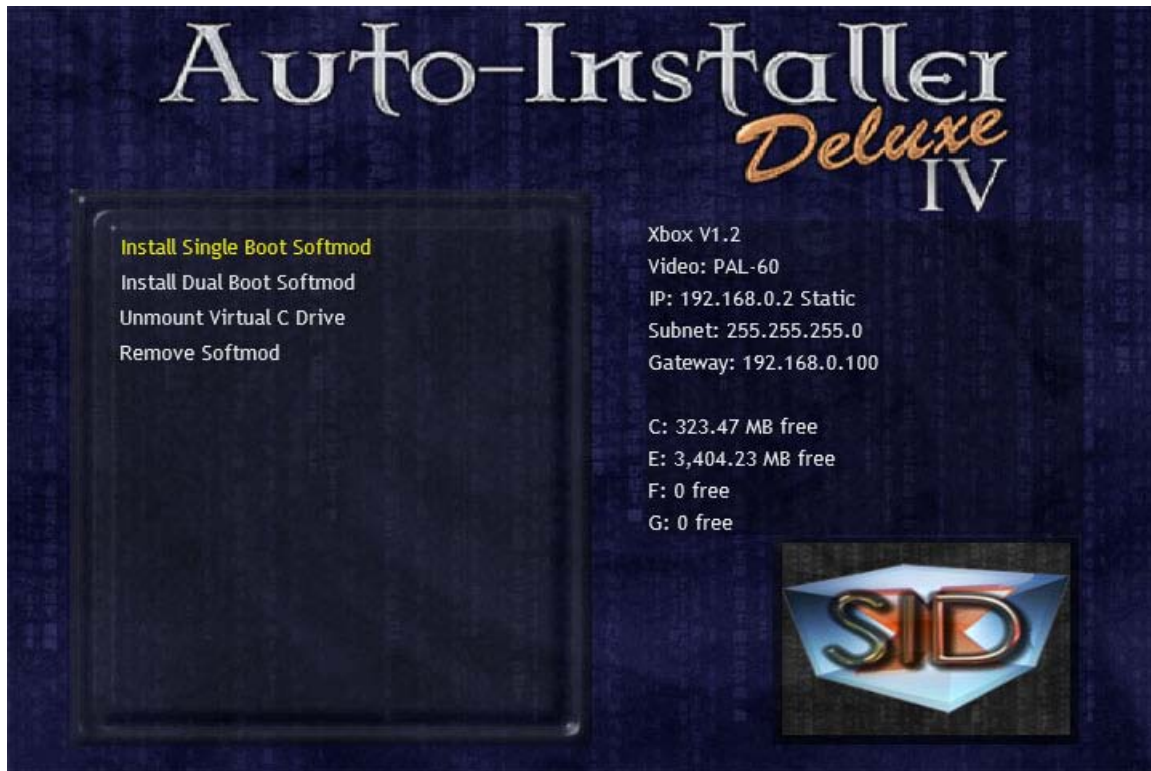 Auto-Installer
Deluxe
IV
Install Single Boot Softmod
Install Dual Boot Softmod
Unmount Virtual C Drive
Remove Softmod
Xbox V1.2
Video: PAL-60
IP: 192.168.0.2 Static
Subnet: 255.255.255.0
Gateway: 192.168.0.100
C: 323.47 MB free
E: 3,404.23 MB free
F: 0 free
G: 0 free
SID